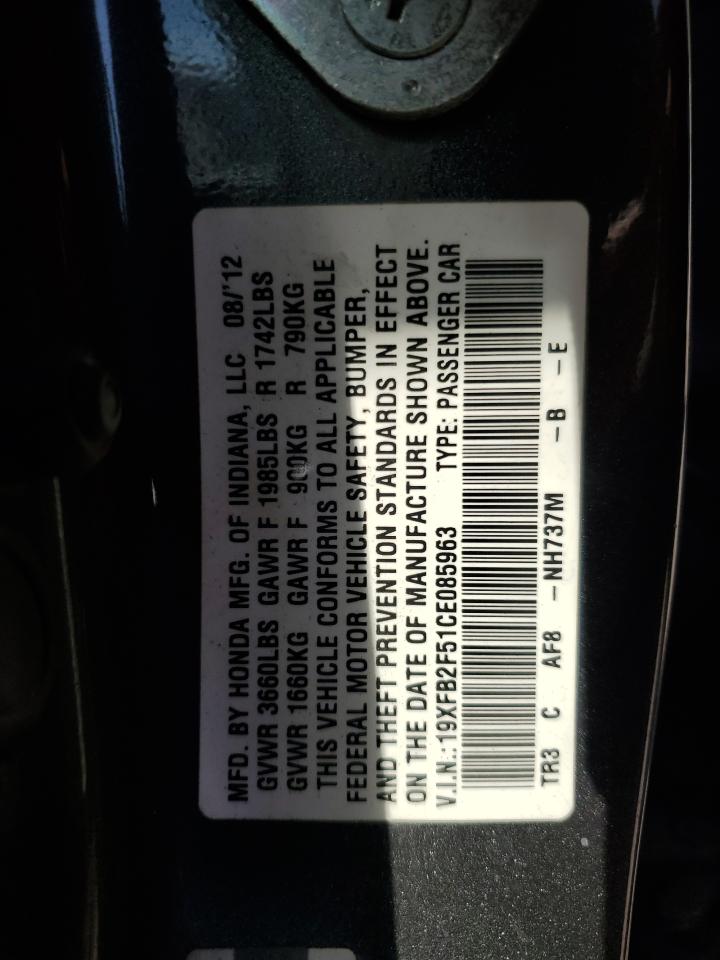 MFD. BY HONDA MFG. OF INDIANA, LLC 08/'12
GVWR 3660LBS GAWR F 1985LBS R 1742LBS
GVWR 1660KG GAWR F 900KG R 790KG
THIS VEHICLE CONFORMS TO ALL APPLICABLE
FEDERAL MOTOR VEHICLE SAFETY, BUMPER,
AND THEFT PREVENTION STANDARDS IN EFFECT
ON THE DATE OF MANUFACTURE SHOWN ABOVE.
V.I.N.:19XFB2F51CE085963 TYPE: PASSENGER CAR
TR3 C AF8 -NH737M -B -E